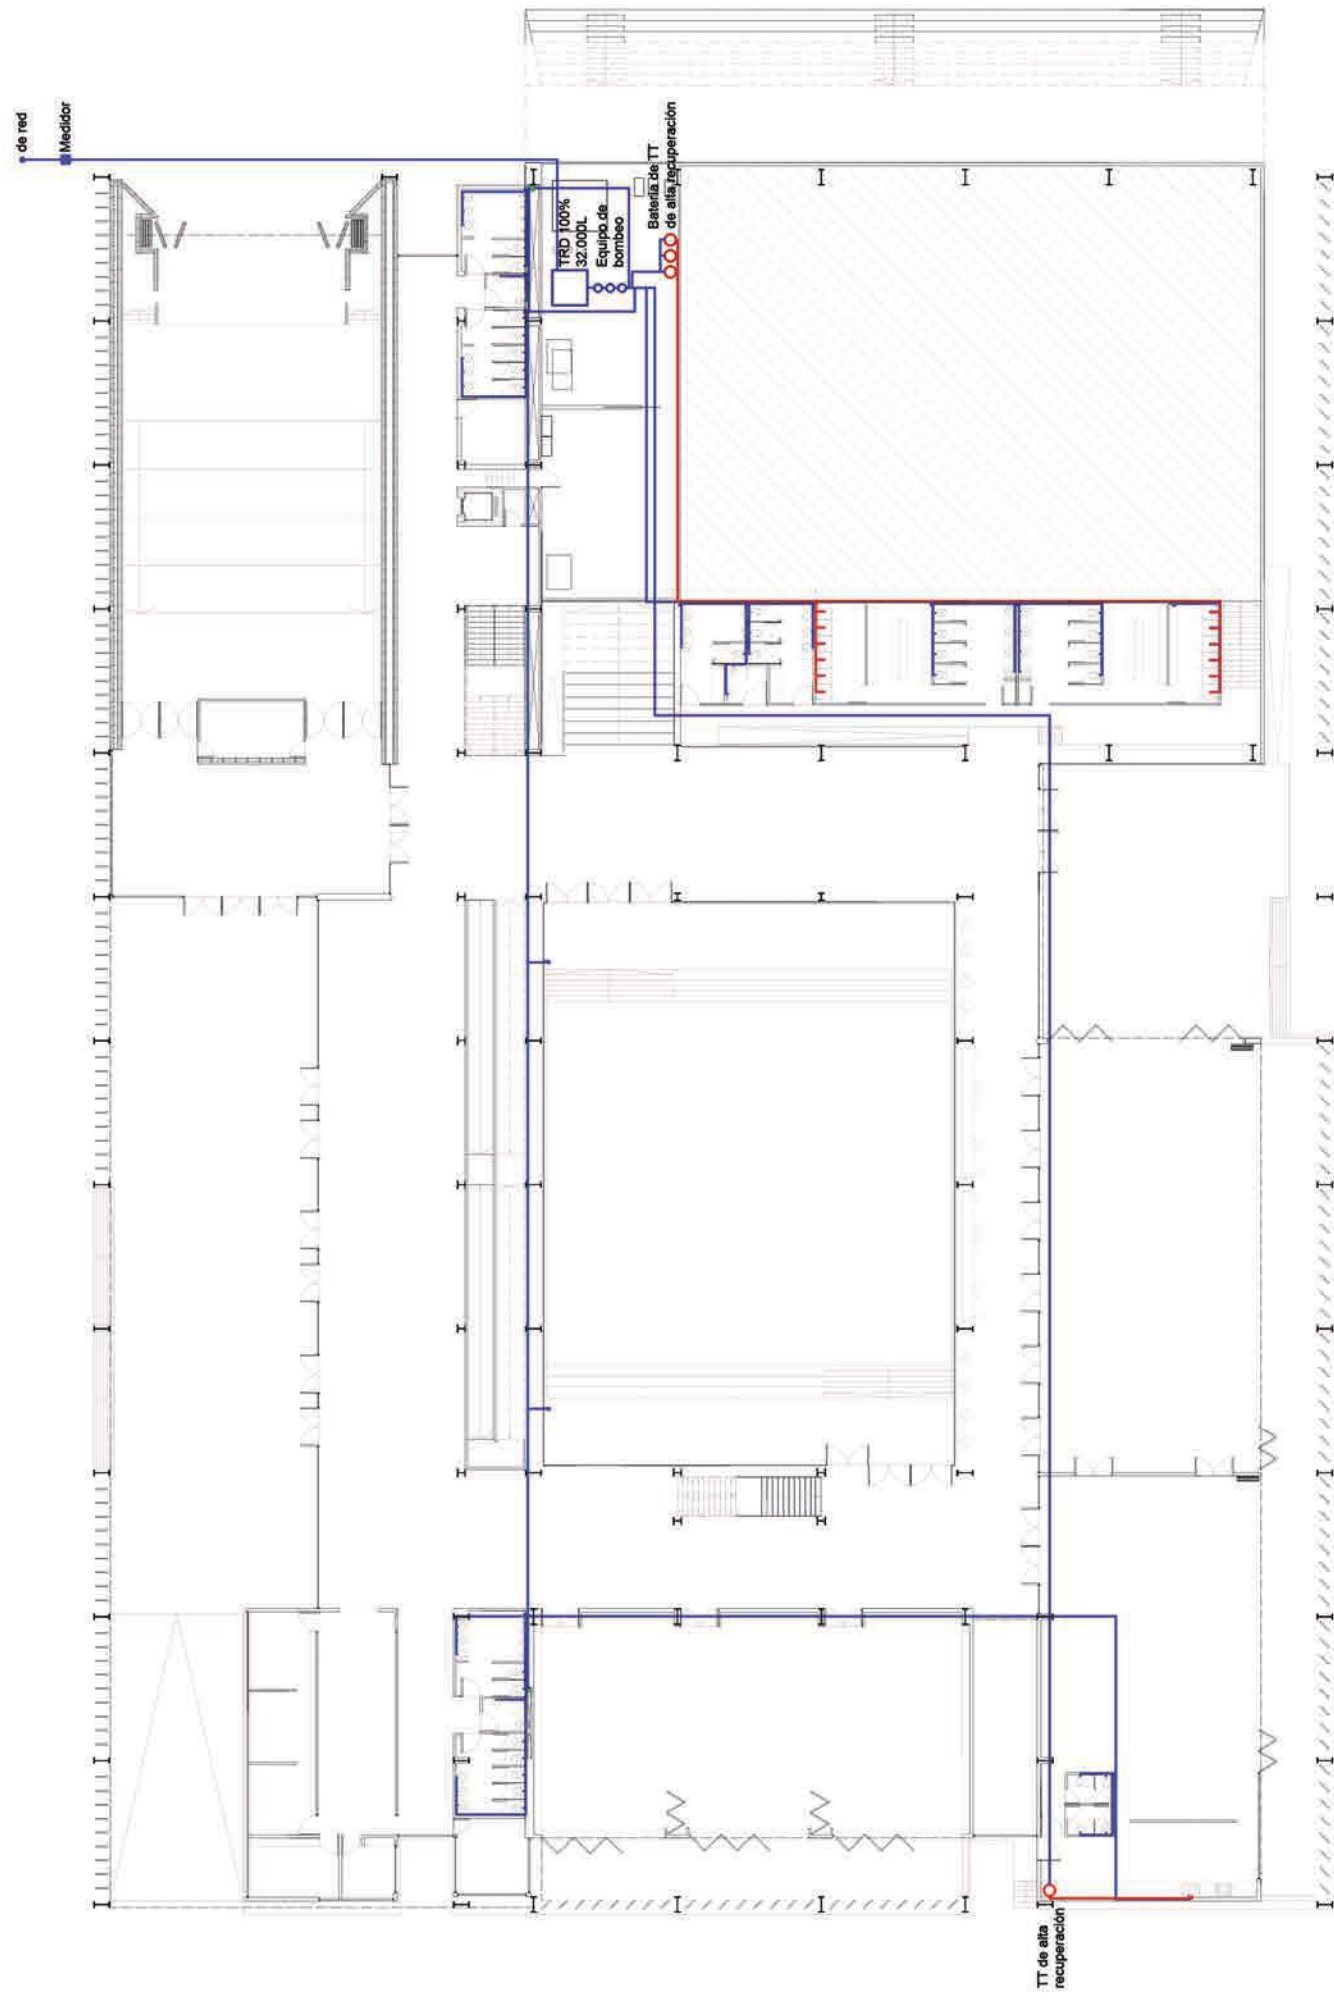 de red
Medidor
TRD 100%
32.000L
Equipo de
bombeo
Batería de TT
de alta recuperación
TT de alta
recuperación